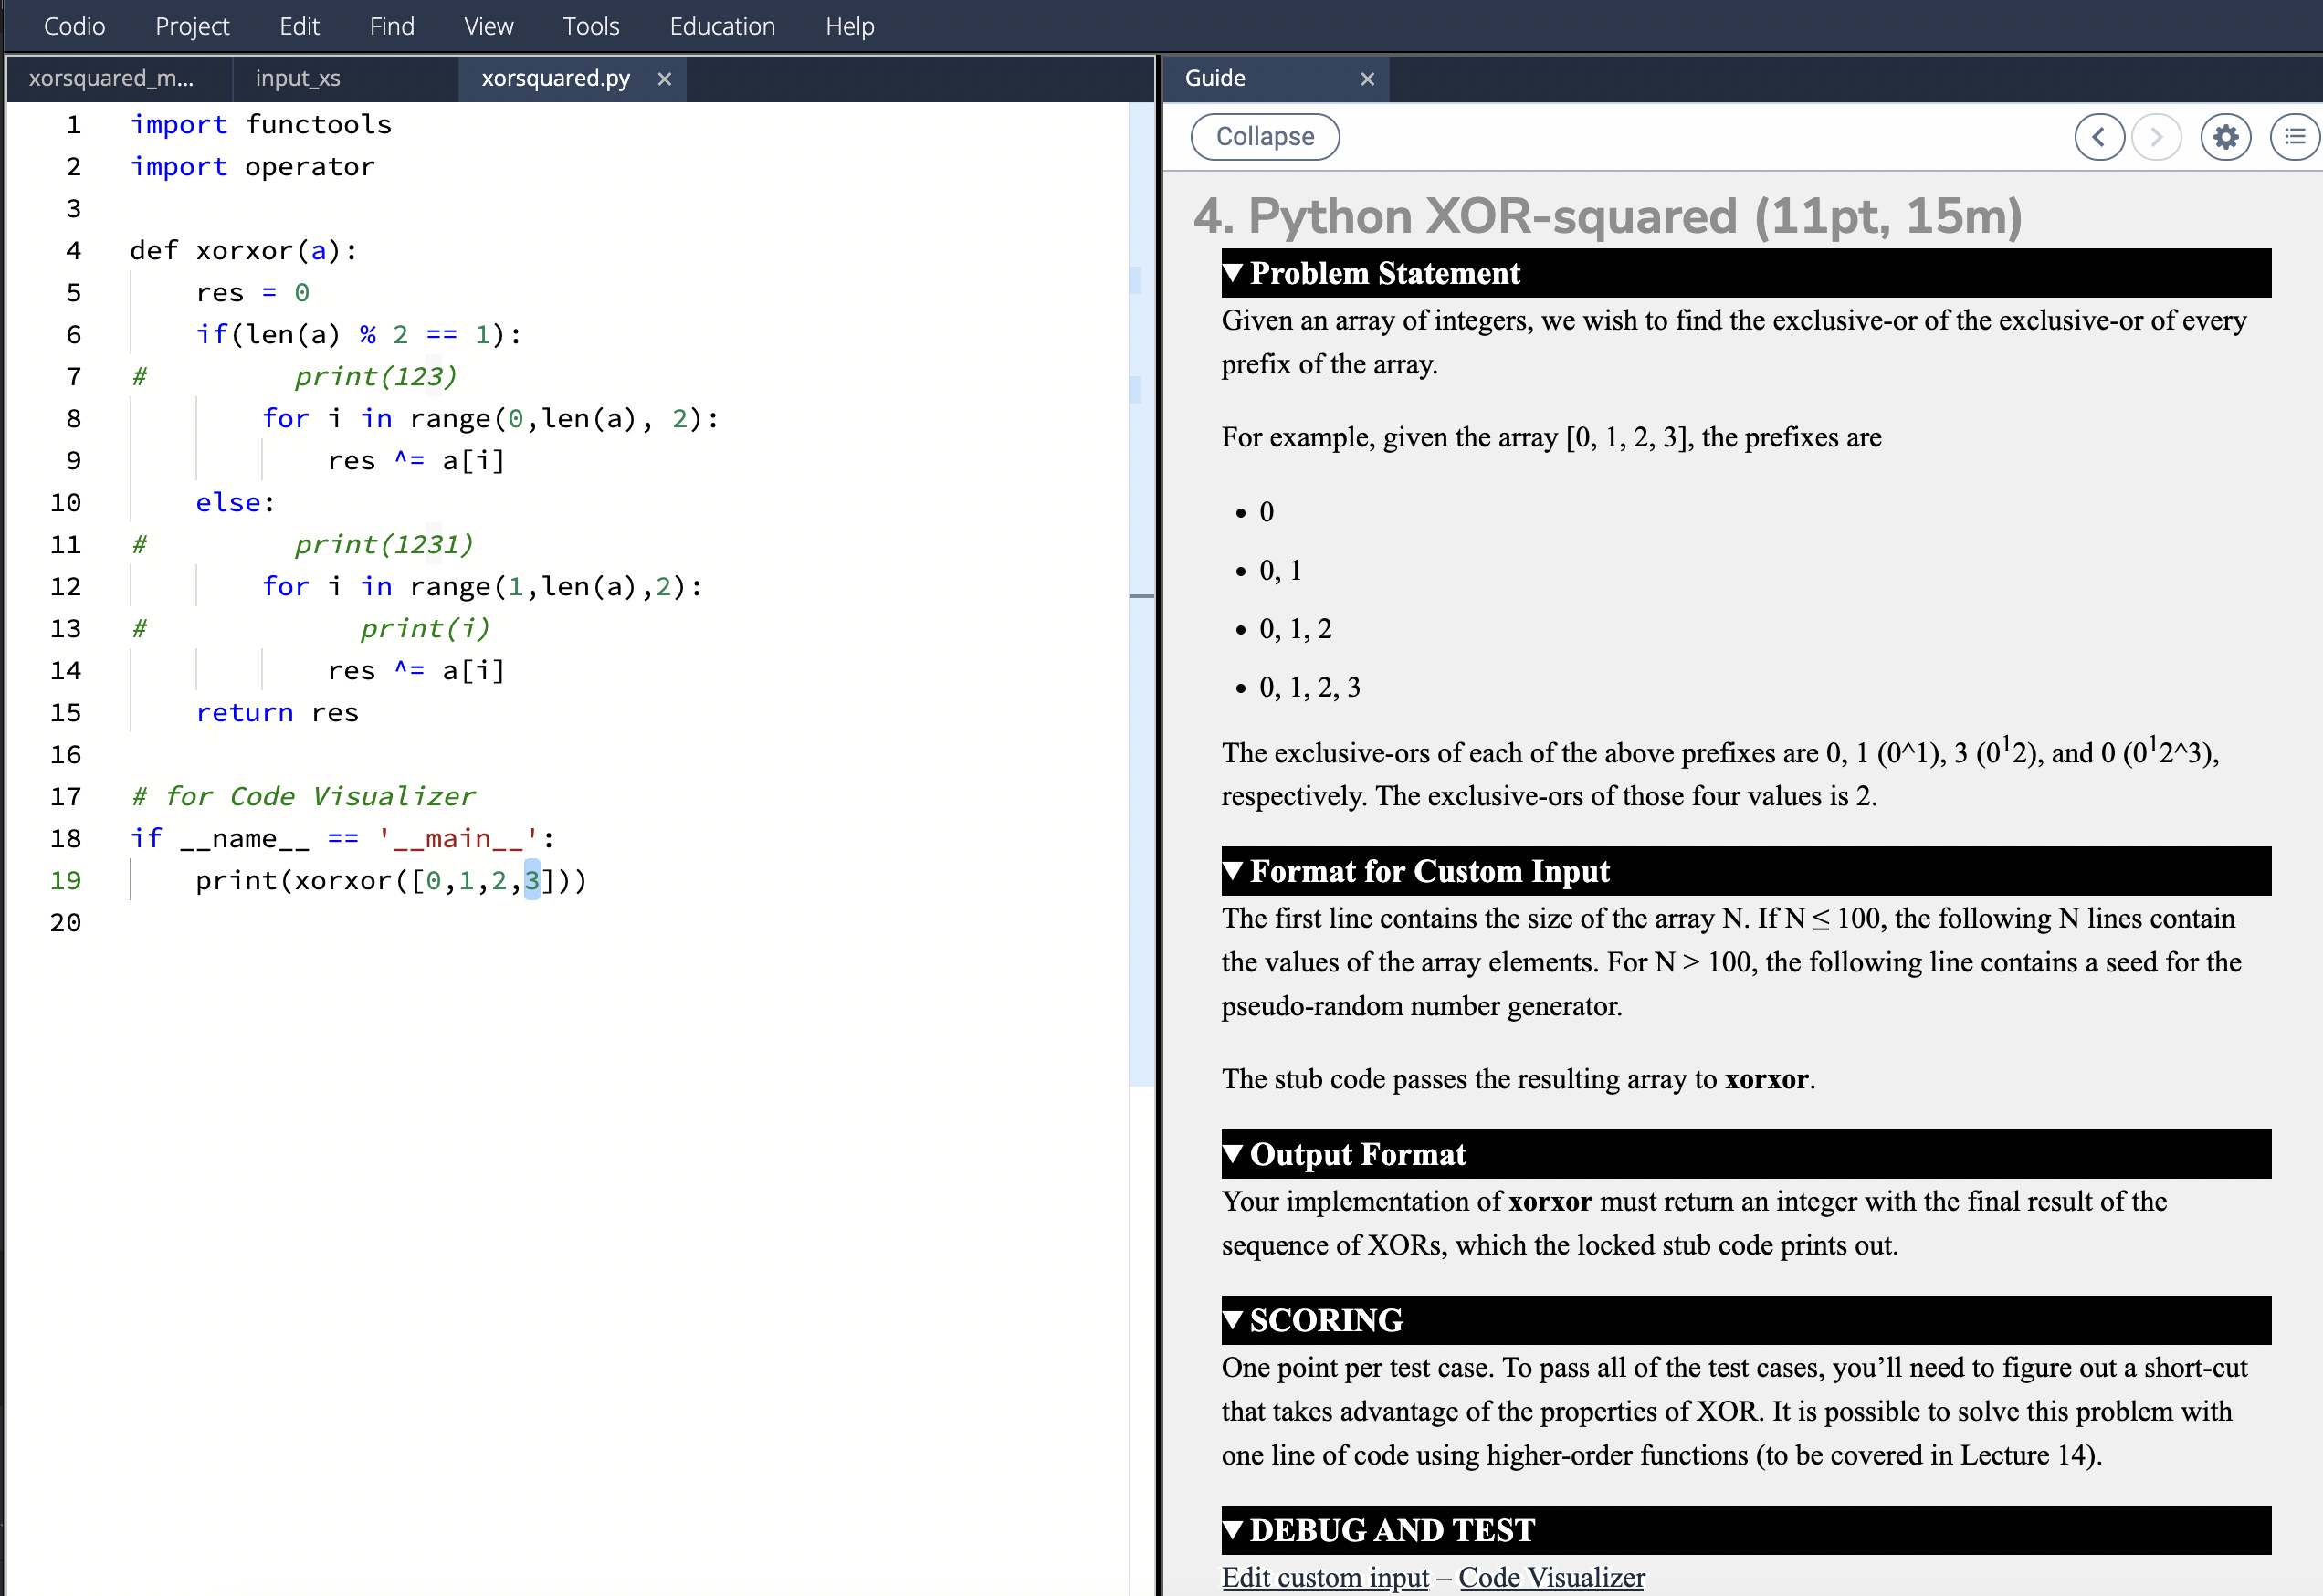 Codio Project Edit Find View Tools Education Help
xorsquared_m... input_xs xorsquared.py ×
1 import functools
2 import operator
3
4 def xorxor(a):
5     res = 0
6     if(len(a) % 2 == 1):
7 #         print(123)
8         for i in range(0,len(a), 2):
9             res ^= a[i]
10     else:
11 #         print(1231)
12         for i in range(1,len(a),2):
13 #             print(i)
14             res ^= a[i]
15     return res
16
17 # for Code Visualizer
18 if __name__ == '__main__':
19     print(xorxor([0,1,2,3]))
20
Guide ×
Collapse
4. Python XOR-squared (11pt, 15m)
▼ Problem Statement
Given an array of integers, we wish to find the exclusive-or of the exclusive-or of every
prefix of the array.
For example, given the array [0, 1, 2, 3], the prefixes are
• 0
• 0, 1
• 0, 1, 2
• 0, 1, 2, 3
The exclusive-ors of each of the above prefixes are 0, 1 (0^1), 3 (0¹2), and 0 (0¹2^3),
respectively. The exclusive-ors of those four values is 2.
▼ Format for Custom Input
The first line contains the size of the array N. If N ≤ 100, the following N lines contain
the values of the array elements. For N > 100, the following line contains a seed for the
pseudo-random number generator.
The stub code passes the resulting array to xorxor.
▼ Output Format
Your implementation of xorxor must return an integer with the final result of the
sequence of XORs, which the locked stub code prints out.
▼ SCORING
One point per test case. To pass all of the test cases, you’ll need to figure out a short-cut
that takes advantage of the properties of XOR. It is possible to solve this problem with
one line of code using higher-order functions (to be covered in Lecture 14).
▼ DEBUG AND TEST
Edit custom input – Code Visualizer